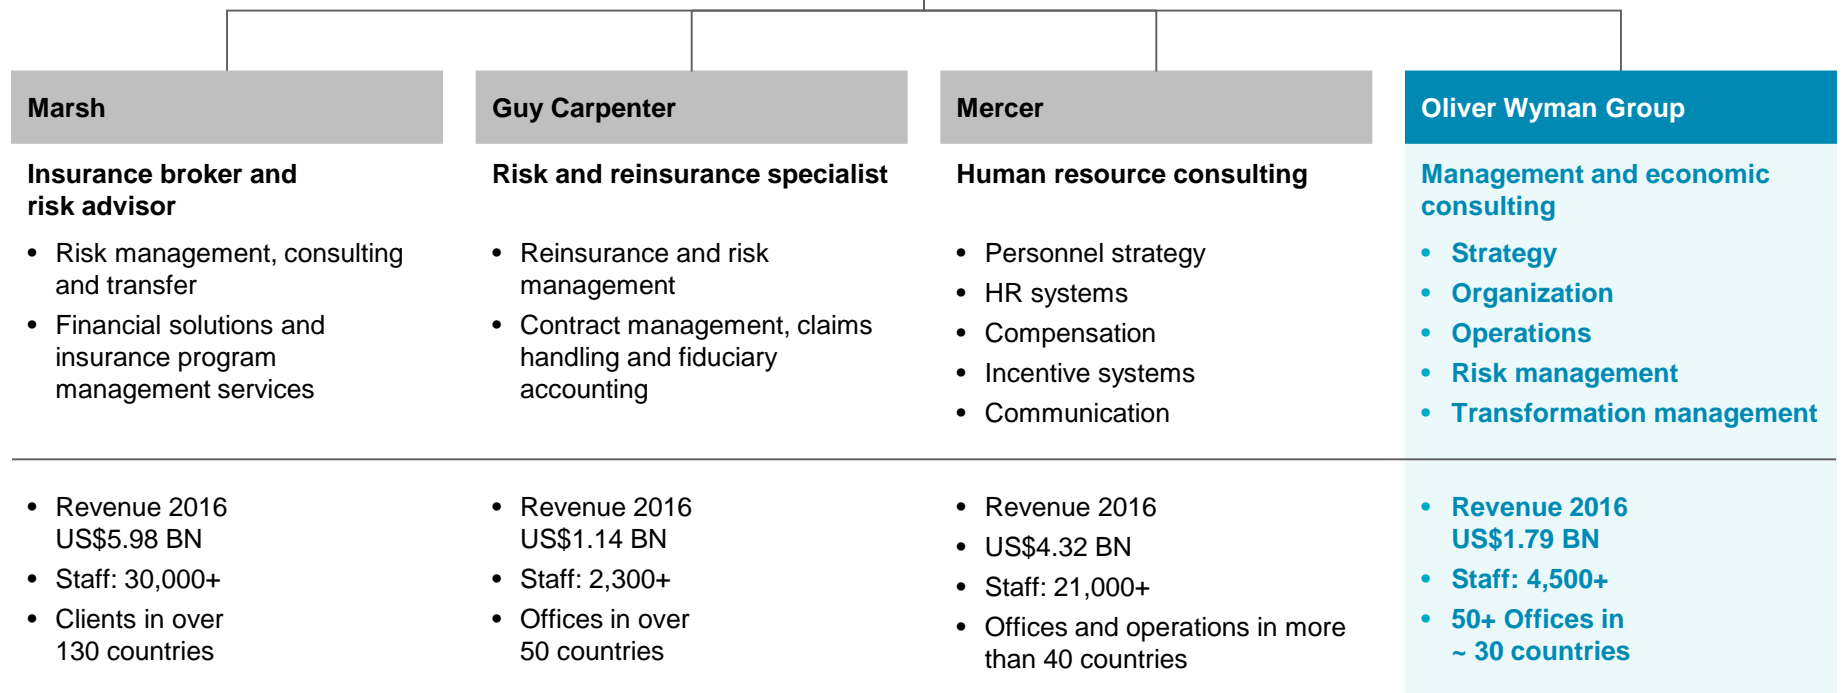 Marsh
Insurance broker and
risk advisor
• Risk management, consulting
and transfer
• Financial solutions and
insurance program
management services
• Revenue 2016
US$5.98 BN
• Staff: 30,000+
• Clients in over
130 countries
Guy Carpenter
Risk and reinsurance specialist
• Reinsurance and risk
management
• Contract management, claims
handling and fiduciary
accounting
• Revenue 2016
US$1.14 BN
• Staff: 2,300+
• Offices in over
50 countries
Mercer
Human resource consulting
• Personnel strategy
• HR systems
• Compensation
• Incentive systems
• Communication
• Revenue 2016
• US$4.32 BN
• Staff: 21,000+
• Offices and operations in more
than 40 countries
Oliver Wyman Group
Management and economic
consulting
• Strategy
• Organization
• Operations
• Risk management
• Transformation management
• Revenue 2016
US$1.79 BN
• Staff: 4,500+
• 50+ Offices in
~ 30 countries